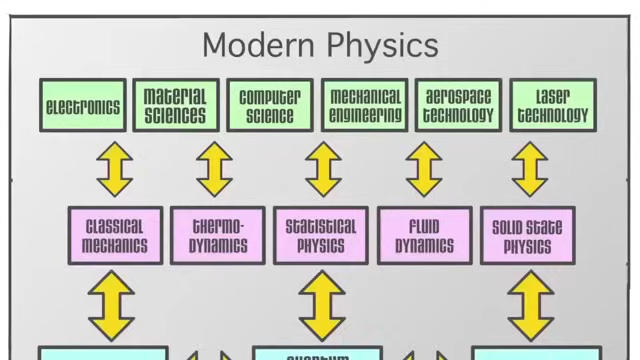 Modern Physics
electronics
material
sciences
computer
science
mechanical
engineering
aerospace
technology
laser
technology
classical
mechanics
thermo-
dynamics
statistical
physics
fluid
dynamics
solid state
physics
quantum